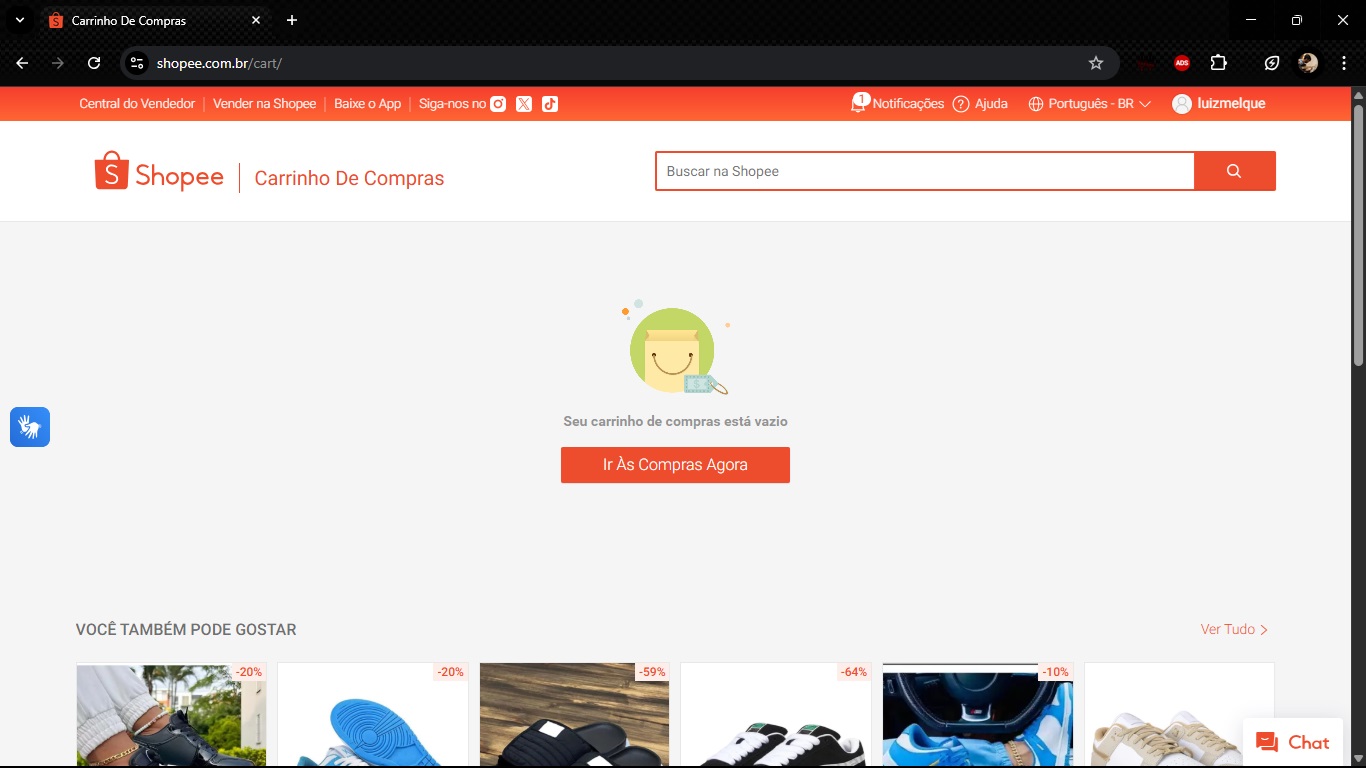 Carrinho De Compras
shopee.com.br/cart/
ADS
Central do Vendedor
Vender na Shopee
Baixe o App
Siga-nos no
1
Notificações
Ajuda
Português - BR
luizmelque
S
Shopee
Carrinho De Compras
Buscar na Shopee
Seu carrinho de compras está vazio
Ir Às Compras Agora
VOCÊ TAMBÉM PODE GOSTAR
Ver Tudo
-20%
-20%
-59%
-64%
-10%
Chat